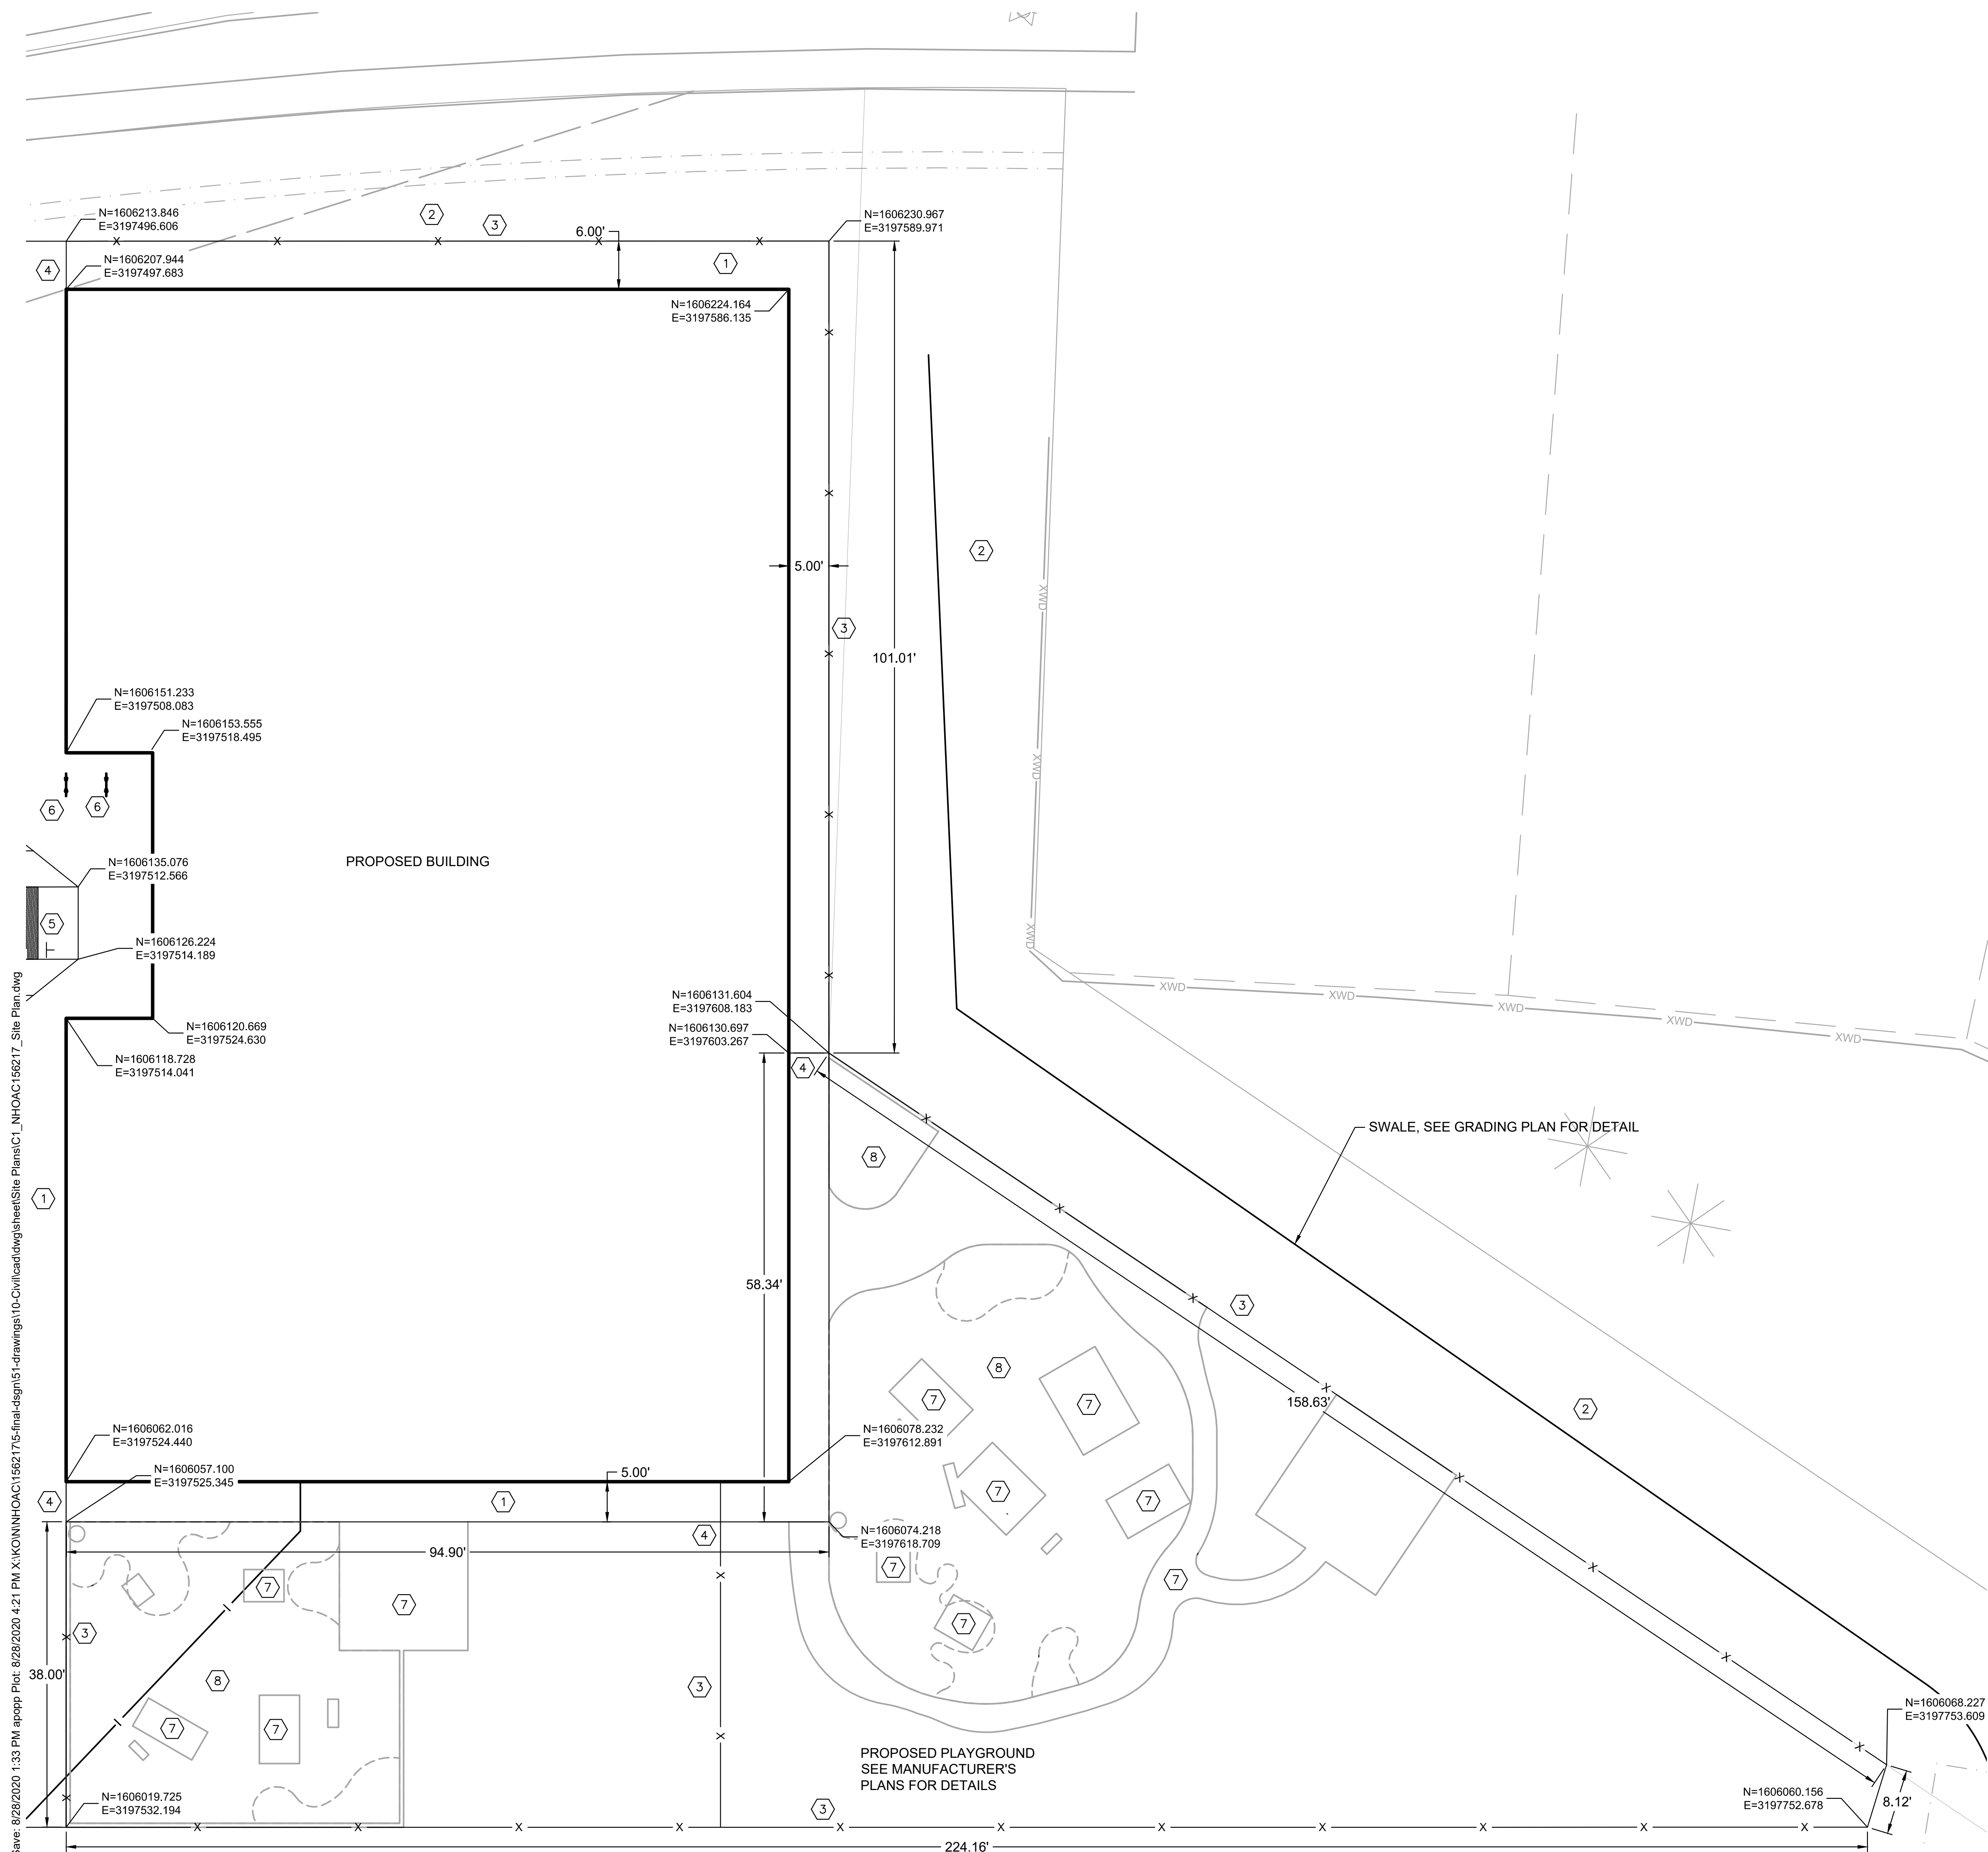 N=1606213.846
E=3197496.606
2
3
6.00'
N=1606230.967
E=3197589.971
4
N=1606207.944
E=3197497.683
1
N=1606224.164
E=3197586.135
X X X X X
2
5.00'
3
101.01'
XWD
XWD
XWD
N=1606151.233
E=3197508.083
N=1606153.555
E=3197518.495
6
6
PROPOSED BUILDING
N=1606135.076
E=3197512.566
5
N=1606126.224
E=3197514.189
XWD XWD XWD XWD XWD
N=1606131.604
E=3197608.183
N=1606130.697
E=3197603.267
N=1606120.669
E=3197524.630
N=1606118.728
E=3197514.041
4
SWALE, SEE GRADING PLAN FOR DETAIL
8
1
58.34'
3
8
7
7
158.63'
2
N=1606062.016
E=3197524.440
N=1606078.232
E=3197612.891
N=1606057.100
E=3197525.345
5.00'
4
1
7
7
4
N=1606074.218
E=3197618.709
94.90'
7
7
7
7
3
7
38.00'
8
3
7
7
N=1606068.227
E=3197753.609
PROPOSED PLAYGROUND
SEE MANUFACTURER'S
PLANS FOR DETAILS
N=1606019.725
E=3197532.194
3
N=1606060.156
E=3197752.678
8.12'
X X X X X X X X X X X
224.16'
Save: 8/28/2020 1:33 PM apopp Plot: 8/28/2020 4:21 PM X:\KO\N\NHOAC\156217\5-final-dsgn\51-drawings\10-Civil\cad\dwg\sheet\Site Plans\C1_NHOAC156217_Site Plan.dwg